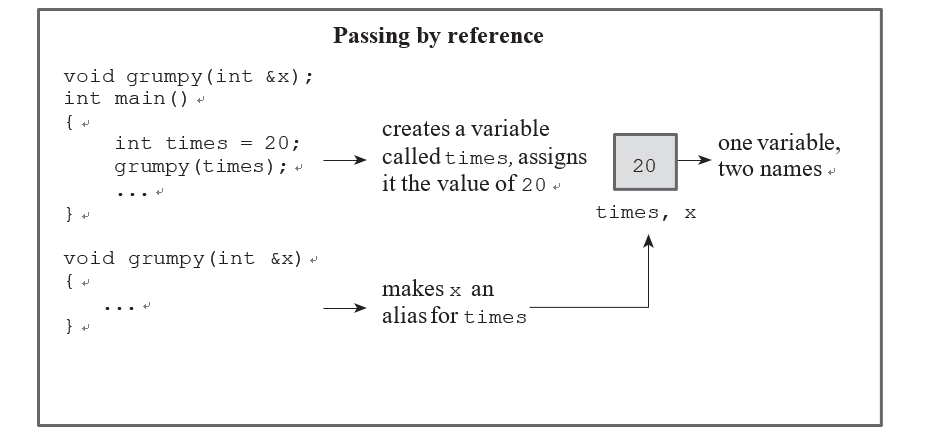 Passing by reference
void grumpy(int &x);
int main() ↵
{ ↵
int times = 20;
grumpy(times); ↵
... ↵
} ↵
creates a variable
called times, assigns
it the value of 20 ↵
20
times, x
one variable,
two names ↵
void grumpy(int &x) ↵
{ ↵
... ↵
} ↵
makes x an
alias for times